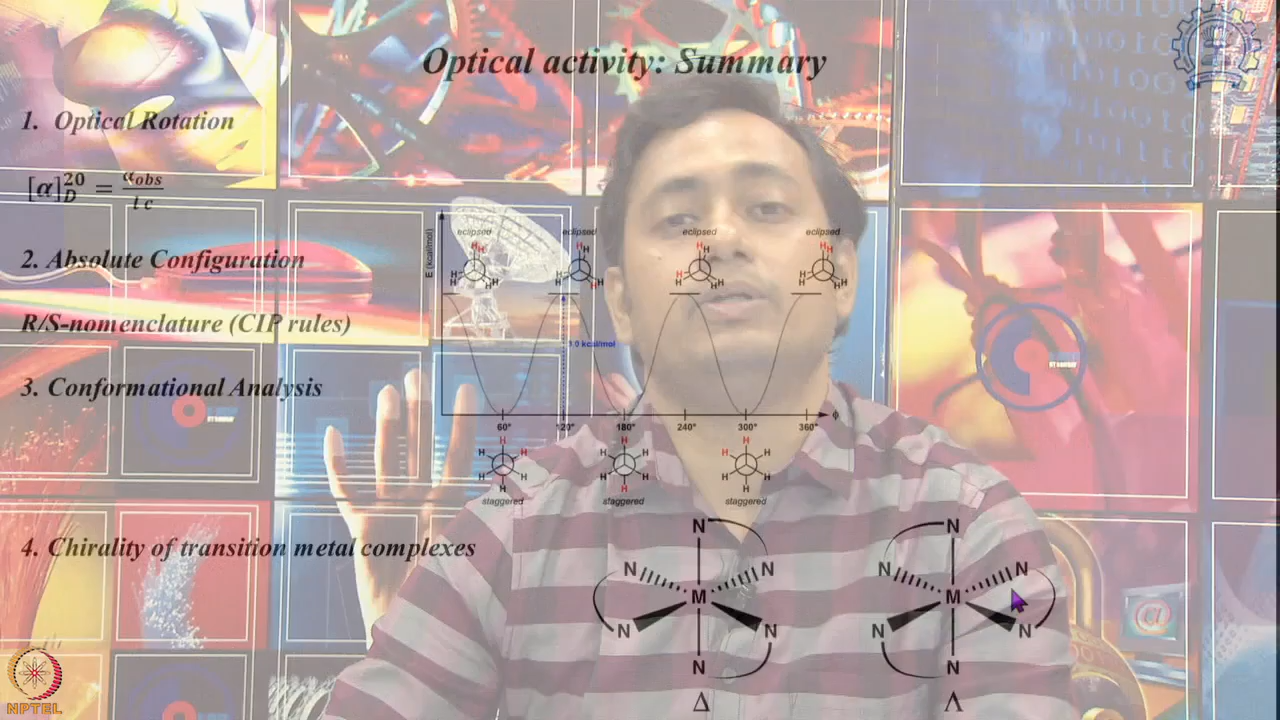 Optical activity: Summary
1. Optical Rotation
[α]²⁰_D = α_obs / l c
2. Absolute Configuration
R/S-nomenclature (CIP rules)
3. Conformational Analysis
E (kcal/mol)
eclipsed eclipsed eclipsed eclipsed
3.0 kcal/mol
60° 120° 180° 240° 300° 360° ϕ
staggered staggered staggered
4. Chirality of transition metal complexes
N N
N N N N
M M
N N N N
N N
Δ Λ
@
NPTEL